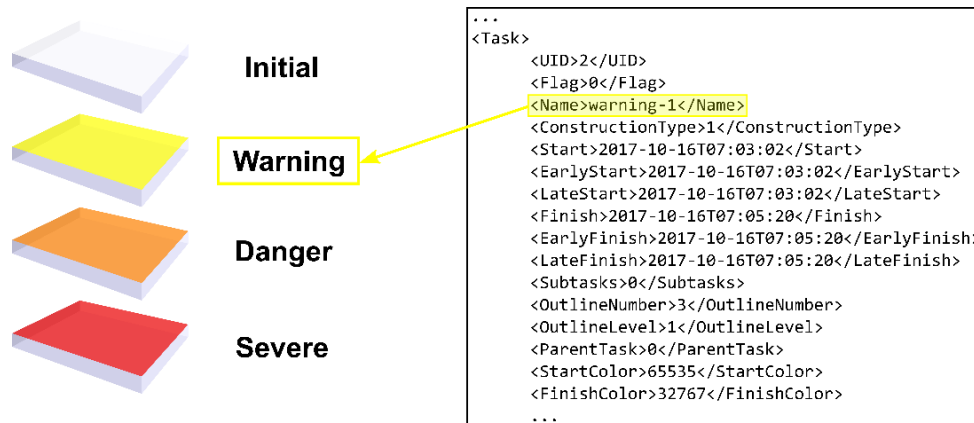 Initial
Warning
Danger
Severe
...
<Task>
<UID>2</UID>
<Flag>0</Flag>
<Name>warning-1</Name>
<ConstructionType>1</ConstructionType>
<Start>2017-10-16T07:03:02</Start>
<EarlyStart>2017-10-16T07:03:02</EarlyStart>
<LateStart>2017-10-16T07:03:02</LateStart>
<Finish>2017-10-16T07:05:20</Finish>
<EarlyFinish>2017-10-16T07:05:20</EarlyFinish>
<LateFinish>2017-10-16T07:05:20</LateFinish>
<Subtasks>0</Subtasks>
<OutlineNumber>3</OutlineNumber>
<OutlineLevel>1</OutlineLevel>
<ParentTask>0</ParentTask>
<StartColor>65535</StartColor>
<FinishColor>32767</FinishColor>
...